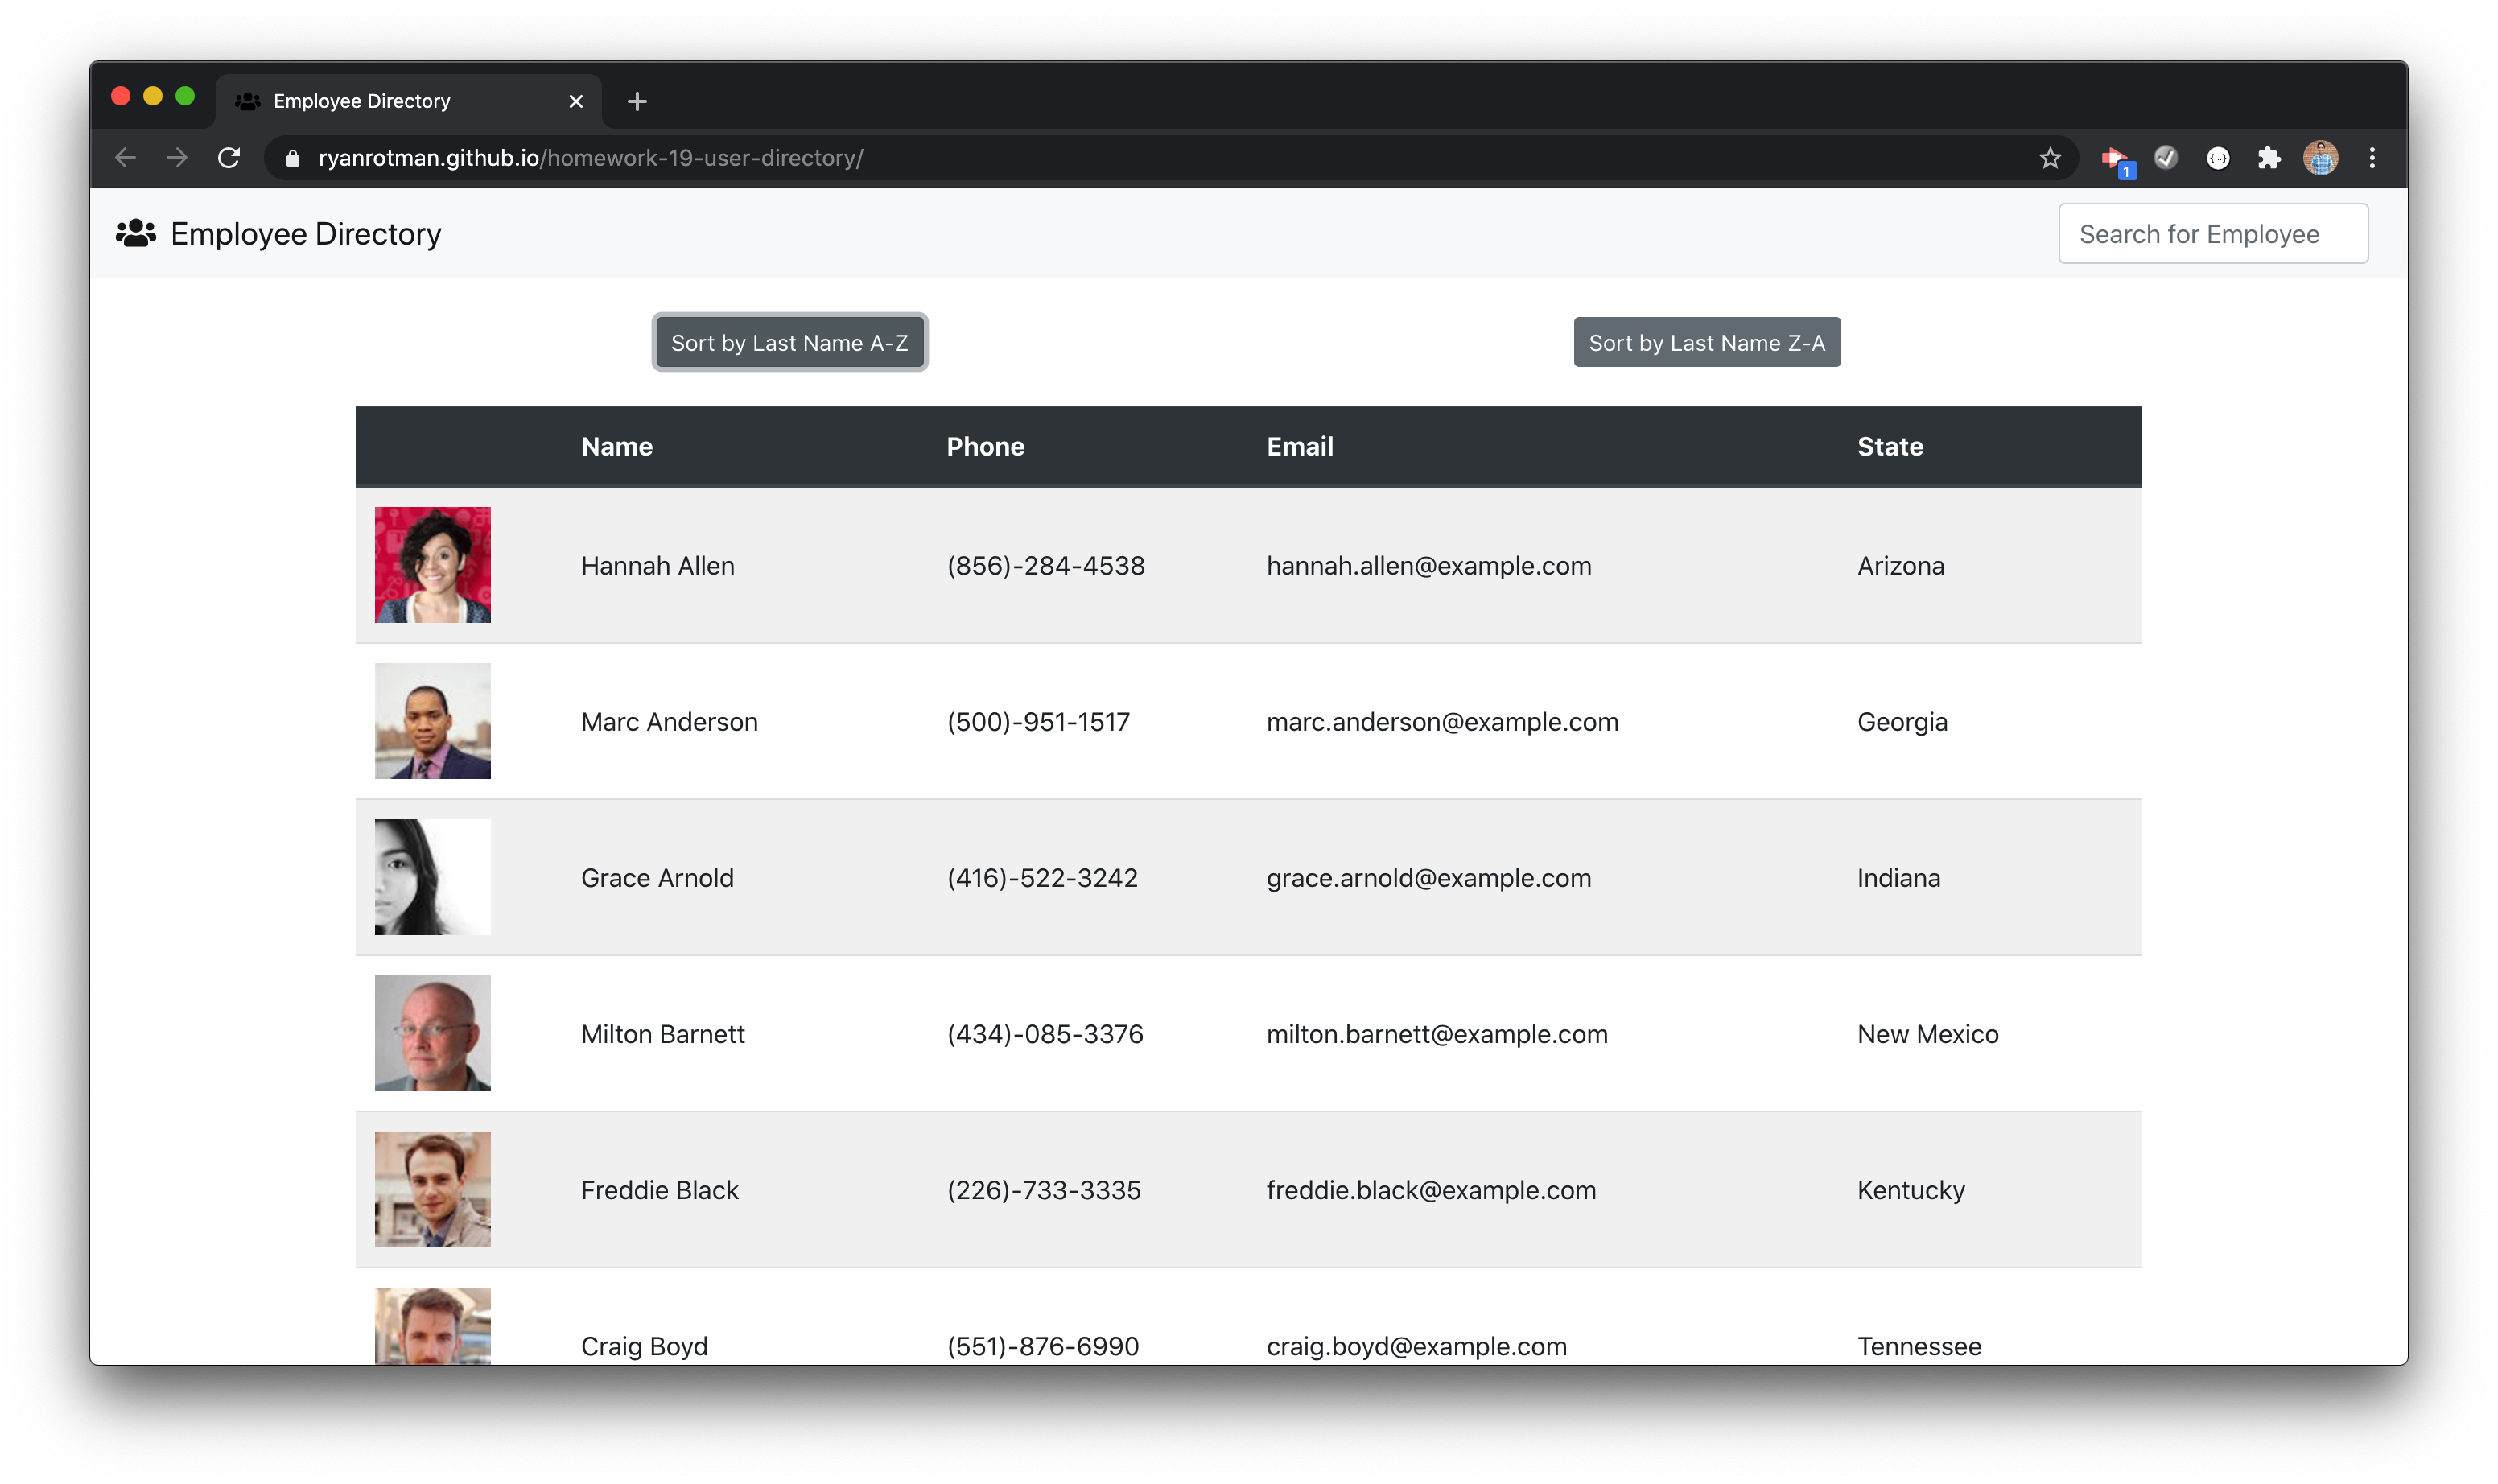 Employee Directory
ryanrotman.github.io/homework-19-user-directory/
1
Employee Directory
Search for Employee
Sort by Last Name A-Z
Sort by Last Name Z-A
Name Phone Email State
Hannah Allen (856)-284-4538 hannah.allen@example.com Arizona
Marc Anderson (500)-951-1517 marc.anderson@example.com Georgia
Grace Arnold (416)-522-3242 grace.arnold@example.com Indiana
Milton Barnett (434)-085-3376 milton.barnett@example.com New Mexico
Freddie Black (226)-733-3335 freddie.black@example.com Kentucky
Craig Boyd (551)-876-6990 craig.boyd@example.com Tennessee